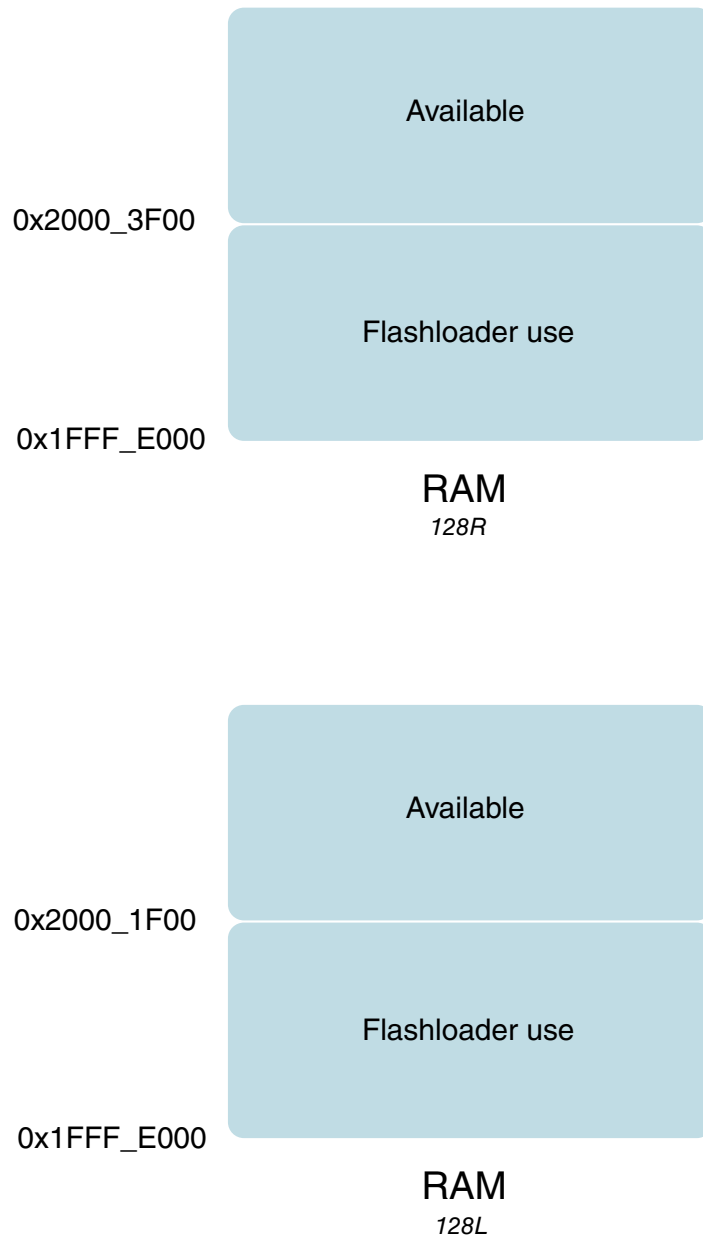 Available
0x2000_3F00
Flashloader use
0x1FFF_E000
RAM
128R
Available
0x2000_1F00
Flashloader use
0x1FFF_E000
RAM
128L